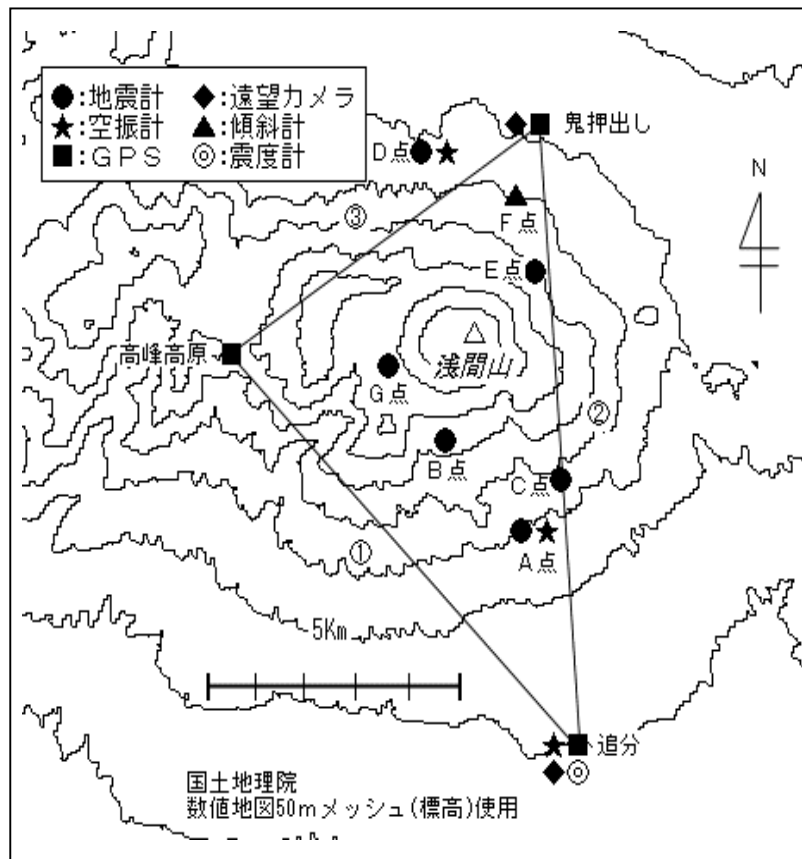 ●:地震計 ◆:遠望カメラ
★:空振計 ▲:傾斜計
■:GPS ◎:震度計
鬼押出し
D点
N
F点
③
E点
高峰高原
浅間山
G点
②
B点
C点
①
A点
5Km
追分
国土地理院
数値地図50mメッシュ(標高)使用